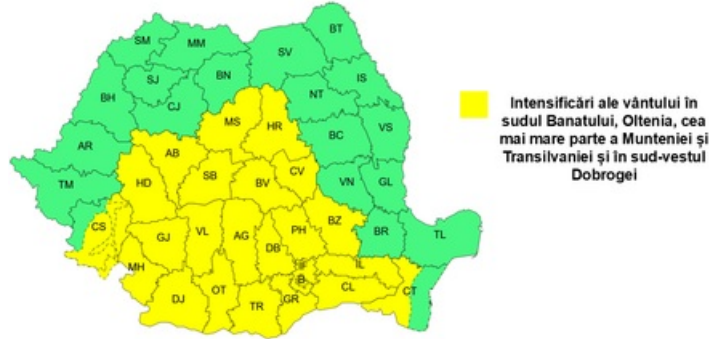 BT
SM
MM
SV
SJ
BN
IS
BH
CJ
NT
MS
HR
BC
VS
AR
AB
TM
HD
SB
BV
CV
VN
GL
CS
GJ
VL
AG
DB
PH
BZ
BR
TL
MH
IL
B
CT
DJ
OT
TR
GR
CL
Intensificări ale vântului în
sudul Banatului, Oltenia, cea
mai mare parte a Munteniei și
Transilvaniei și în sud-vestul
Dobrogei